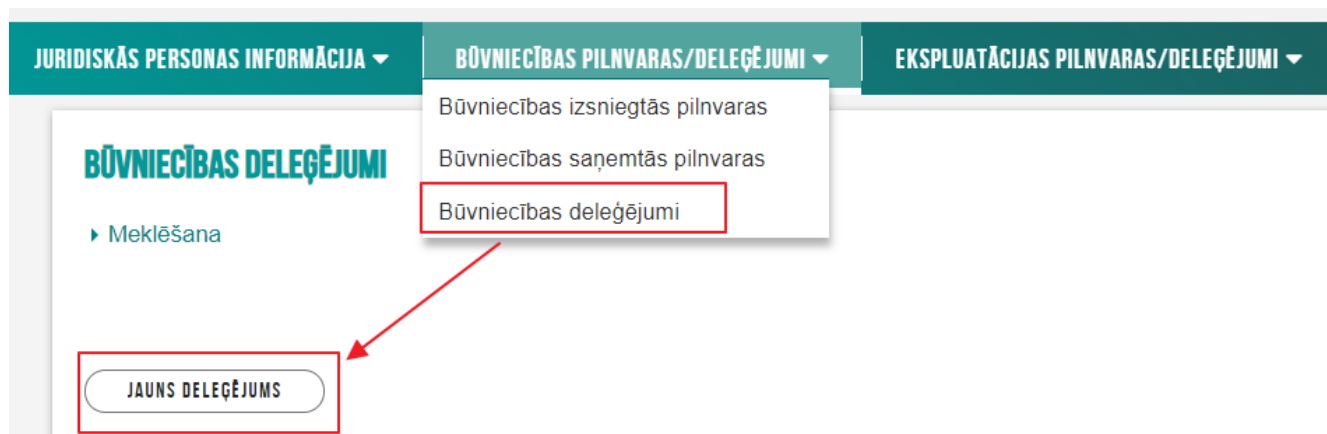 JURIDISKĀS PERSONAS INFORMĀCIJA
BŪVNIECĪBAS PILNVARAS/DELEĢĒJUMI
EKSPLUATĀCIJAS PILNVARAS/DELEĢĒJUMI
Būvniecības izsniegtās pilnvaras
Būvniecības saņemtās pilnvaras
Būvniecības deleģējumi
BŪVNIECĪBAS DELEĢĒJUMI
Meklēšana
JAUNS DELEĢĒJUMS